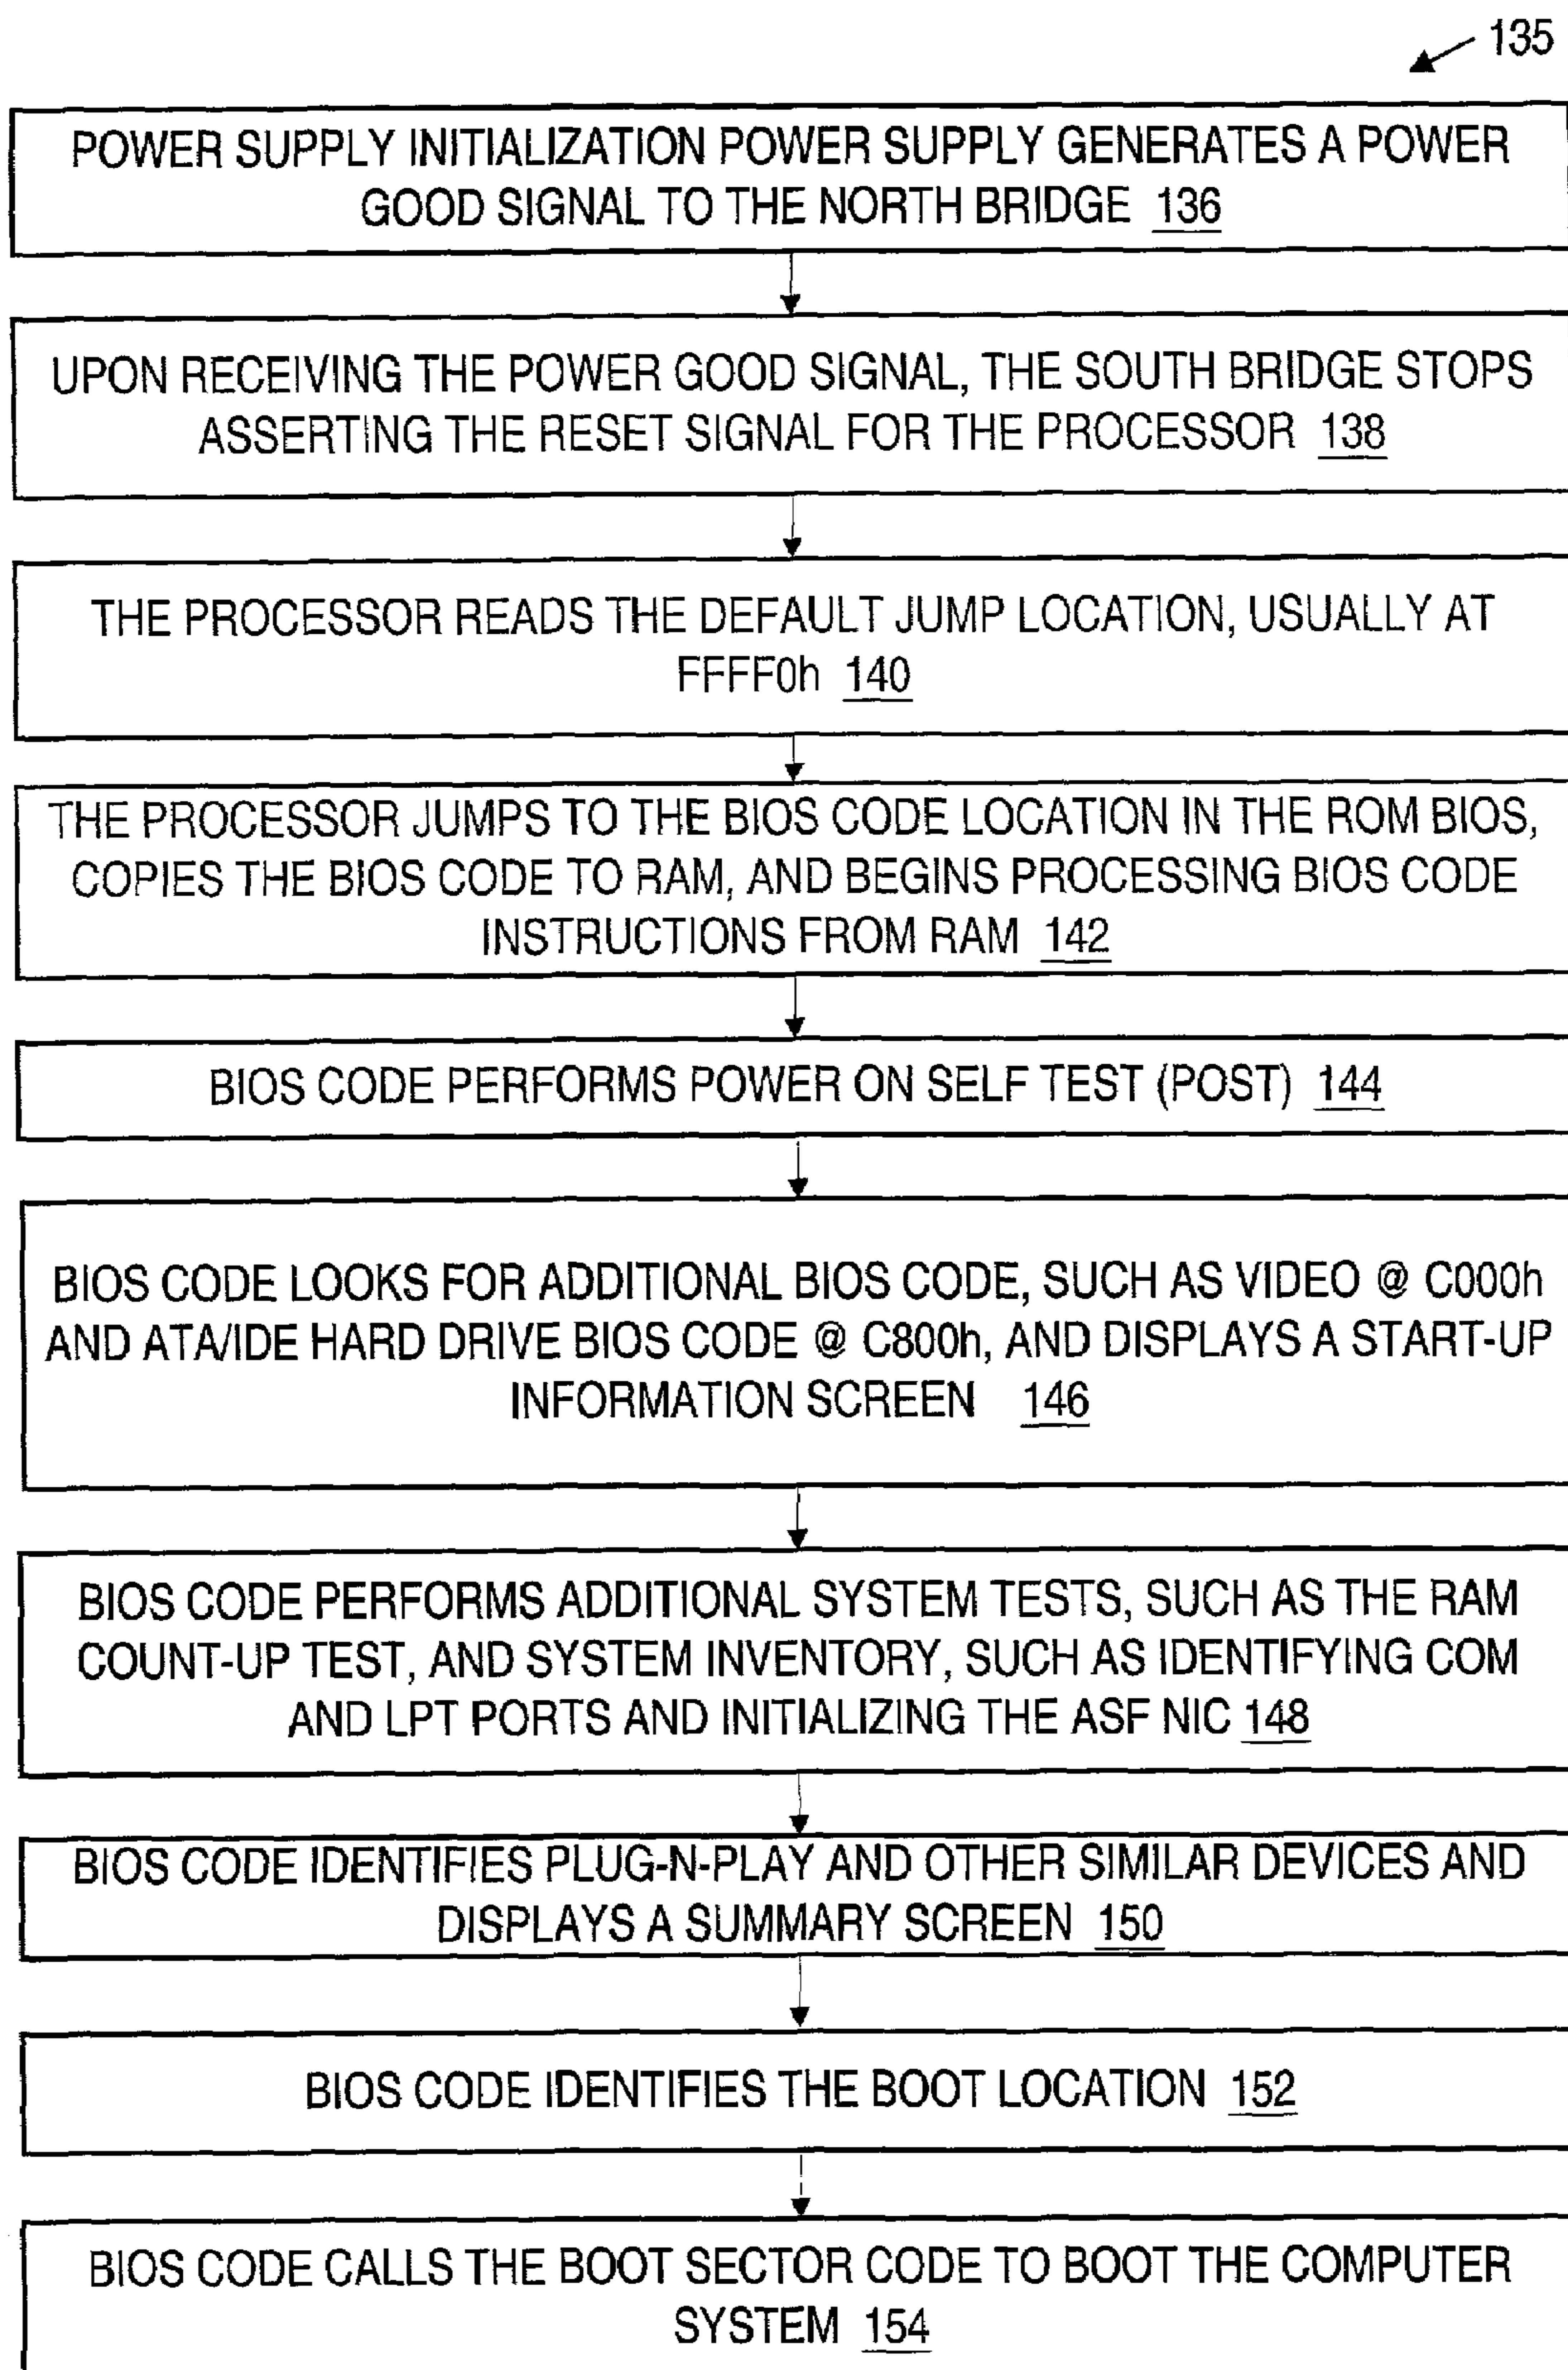 135
POWER SUPPLY INITIALIZATION POWER SUPPLY GENERATES A POWER
GOOD SIGNAL TO THE NORTH BRIDGE 136
UPON RECEIVING THE POWER GOOD SIGNAL, THE SOUTH BRIDGE STOPS
ASSERTING THE RESET SIGNAL FOR THE PROCESSOR 138
THE PROCESSOR READS THE DEFAULT JUMP LOCATION, USUALLY AT
FFFF0h 140
THE PROCESSOR JUMPS TO THE BIOS CODE LOCATION IN THE ROM BIOS,
COPIES THE BIOS CODE TO RAM, AND BEGINS PROCESSING BIOS CODE
INSTRUCTIONS FROM RAM 142
BIOS CODE PERFORMS POWER ON SELF TEST (POST) 144
BIOS CODE LOOKS FOR ADDITIONAL BIOS CODE, SUCH AS VIDEO @ C000h
AND ATA/IDE HARD DRIVE BIOS CODE @ C800h, AND DISPLAYS A START-UP
INFORMATION SCREEN 146
BIOS CODE PERFORMS ADDITIONAL SYSTEM TESTS, SUCH AS THE RAM
COUNT-UP TEST, AND SYSTEM INVENTORY, SUCH AS IDENTIFYING COM
AND LPT PORTS AND INITIALIZING THE ASF NIC 148
BIOS CODE IDENTIFIES PLUG-N-PLAY AND OTHER SIMILAR DEVICES AND
DISPLAYS A SUMMARY SCREEN 150
BIOS CODE IDENTIFIES THE BOOT LOCATION 152
BIOS CODE CALLS THE BOOT SECTOR CODE TO BOOT THE COMPUTER
SYSTEM 154